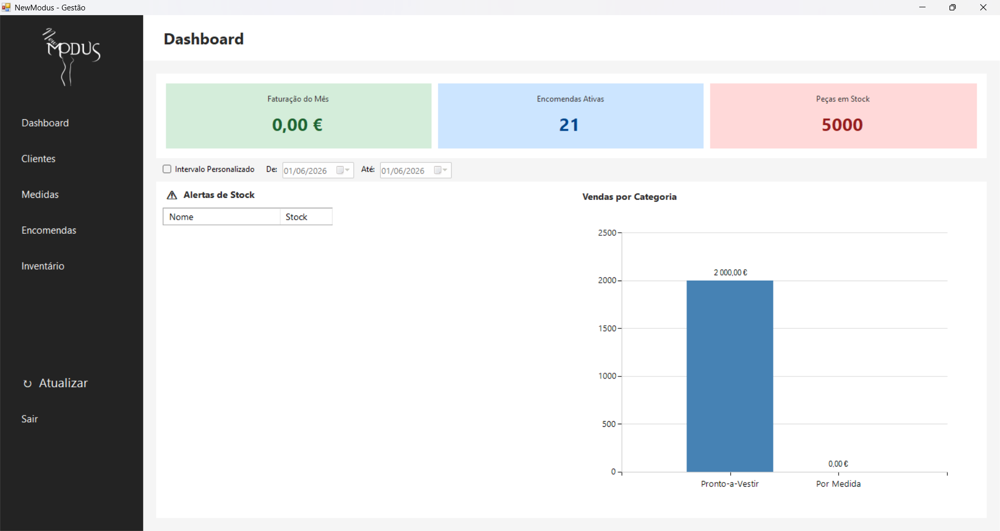 NewModus - Gestão
New
MODUS
Dashboard
Clientes
Medidas
Encomendas
Inventário
↻ Atualizar
Sair
Dashboard
Faturação do Mês
0,00 €
Encomendas Ativas
21
Peças em Stock
5000
Intervalo Personalizado De: 01/06/2026 Até: 01/06/2026
⚠ Alertas de Stock
Nome Stock
Vendas por Categoria
2500
2 000,00 €
2000
1500
1000
500
0,00 €
0
Pronto-a-Vestir Por Medida